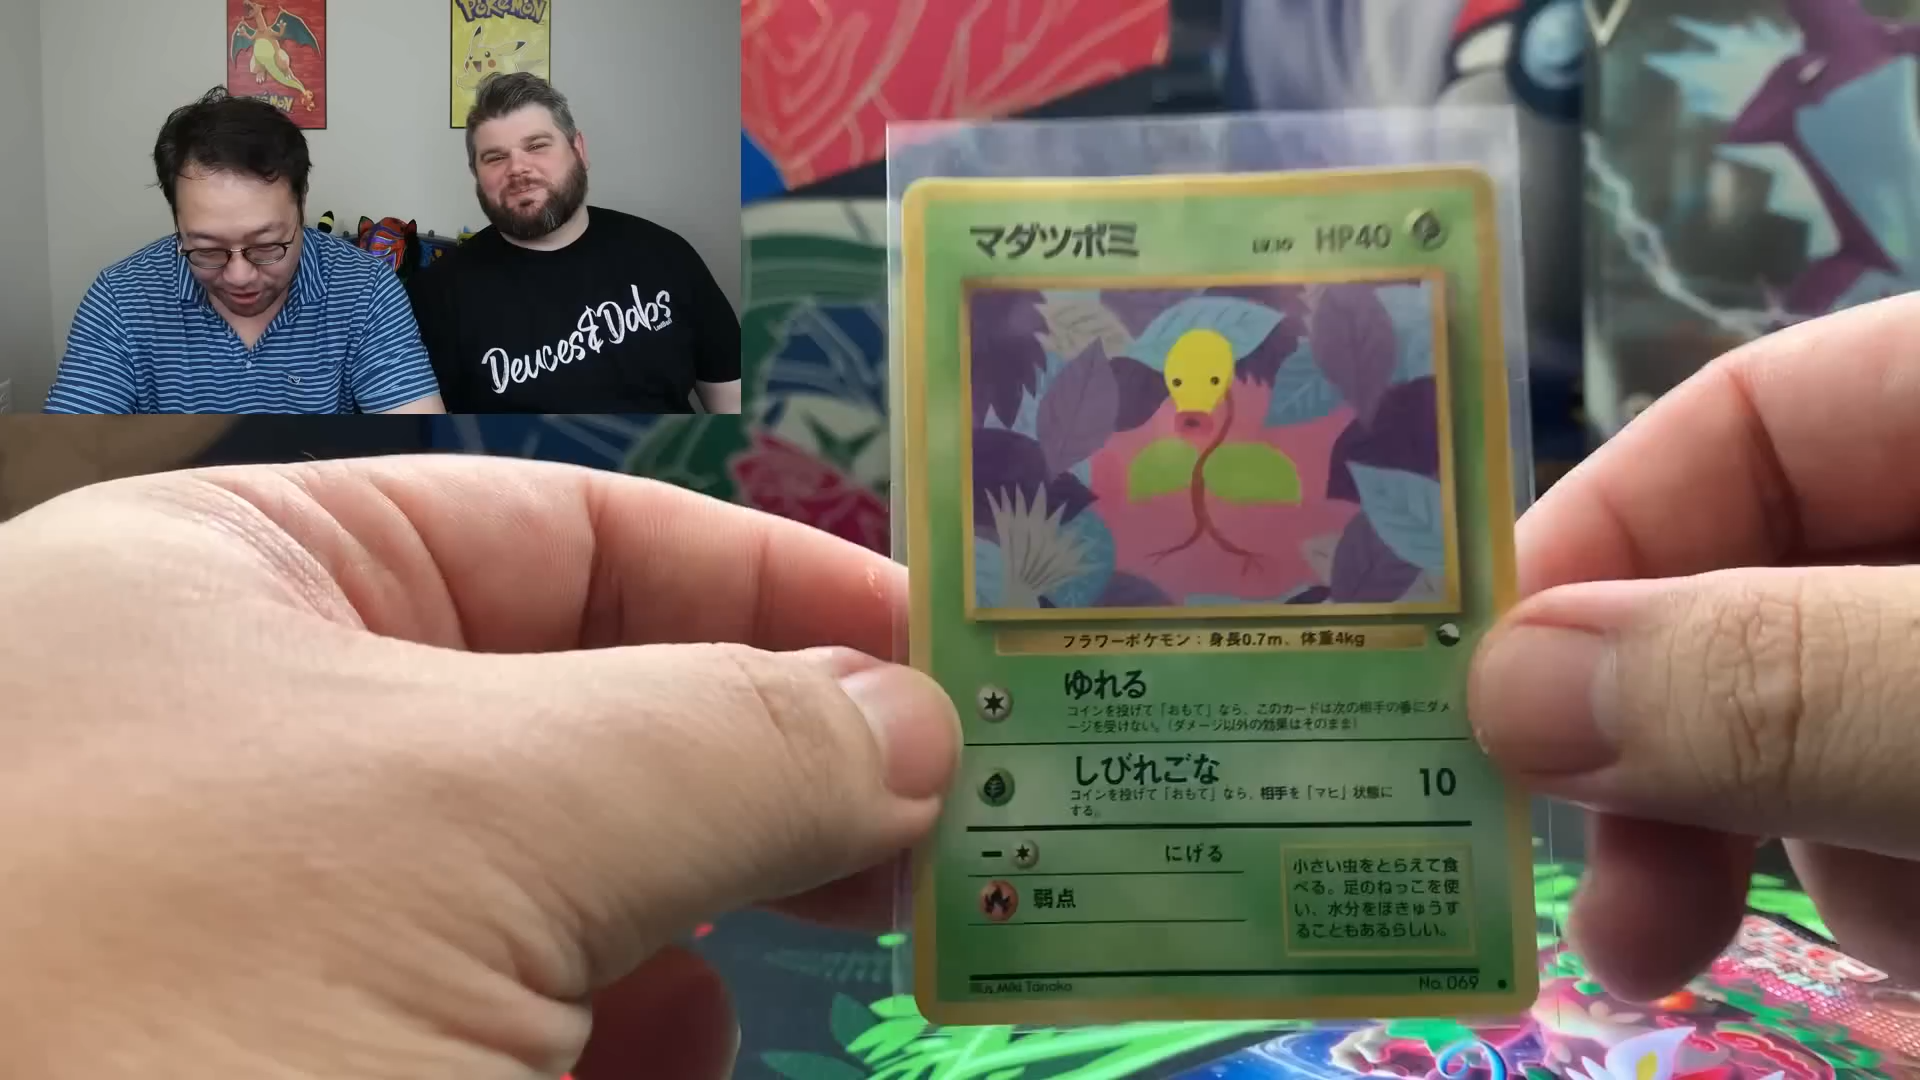 POKÉMON
POKÉMON
Deuces&Dabs
マダツボミ LV.10 HP40
フラワーポケモン：身長0.7m、体重4kg
ゆれる
コインを投げて「おもて」なら、このカードは次の相手の番にダメ
ージを受けない。（ダメージ以外の効果はそのまま）
しびれごな 10
コインを投げて「おもて」なら、相手を「マヒ」状態に
する。
にげる
弱点
小さい虫をとらえて食
べる。足のねっこを使
い、水分をほきゅうす
ることもあるらしい。
Illus. Miki Tanaka No. 069